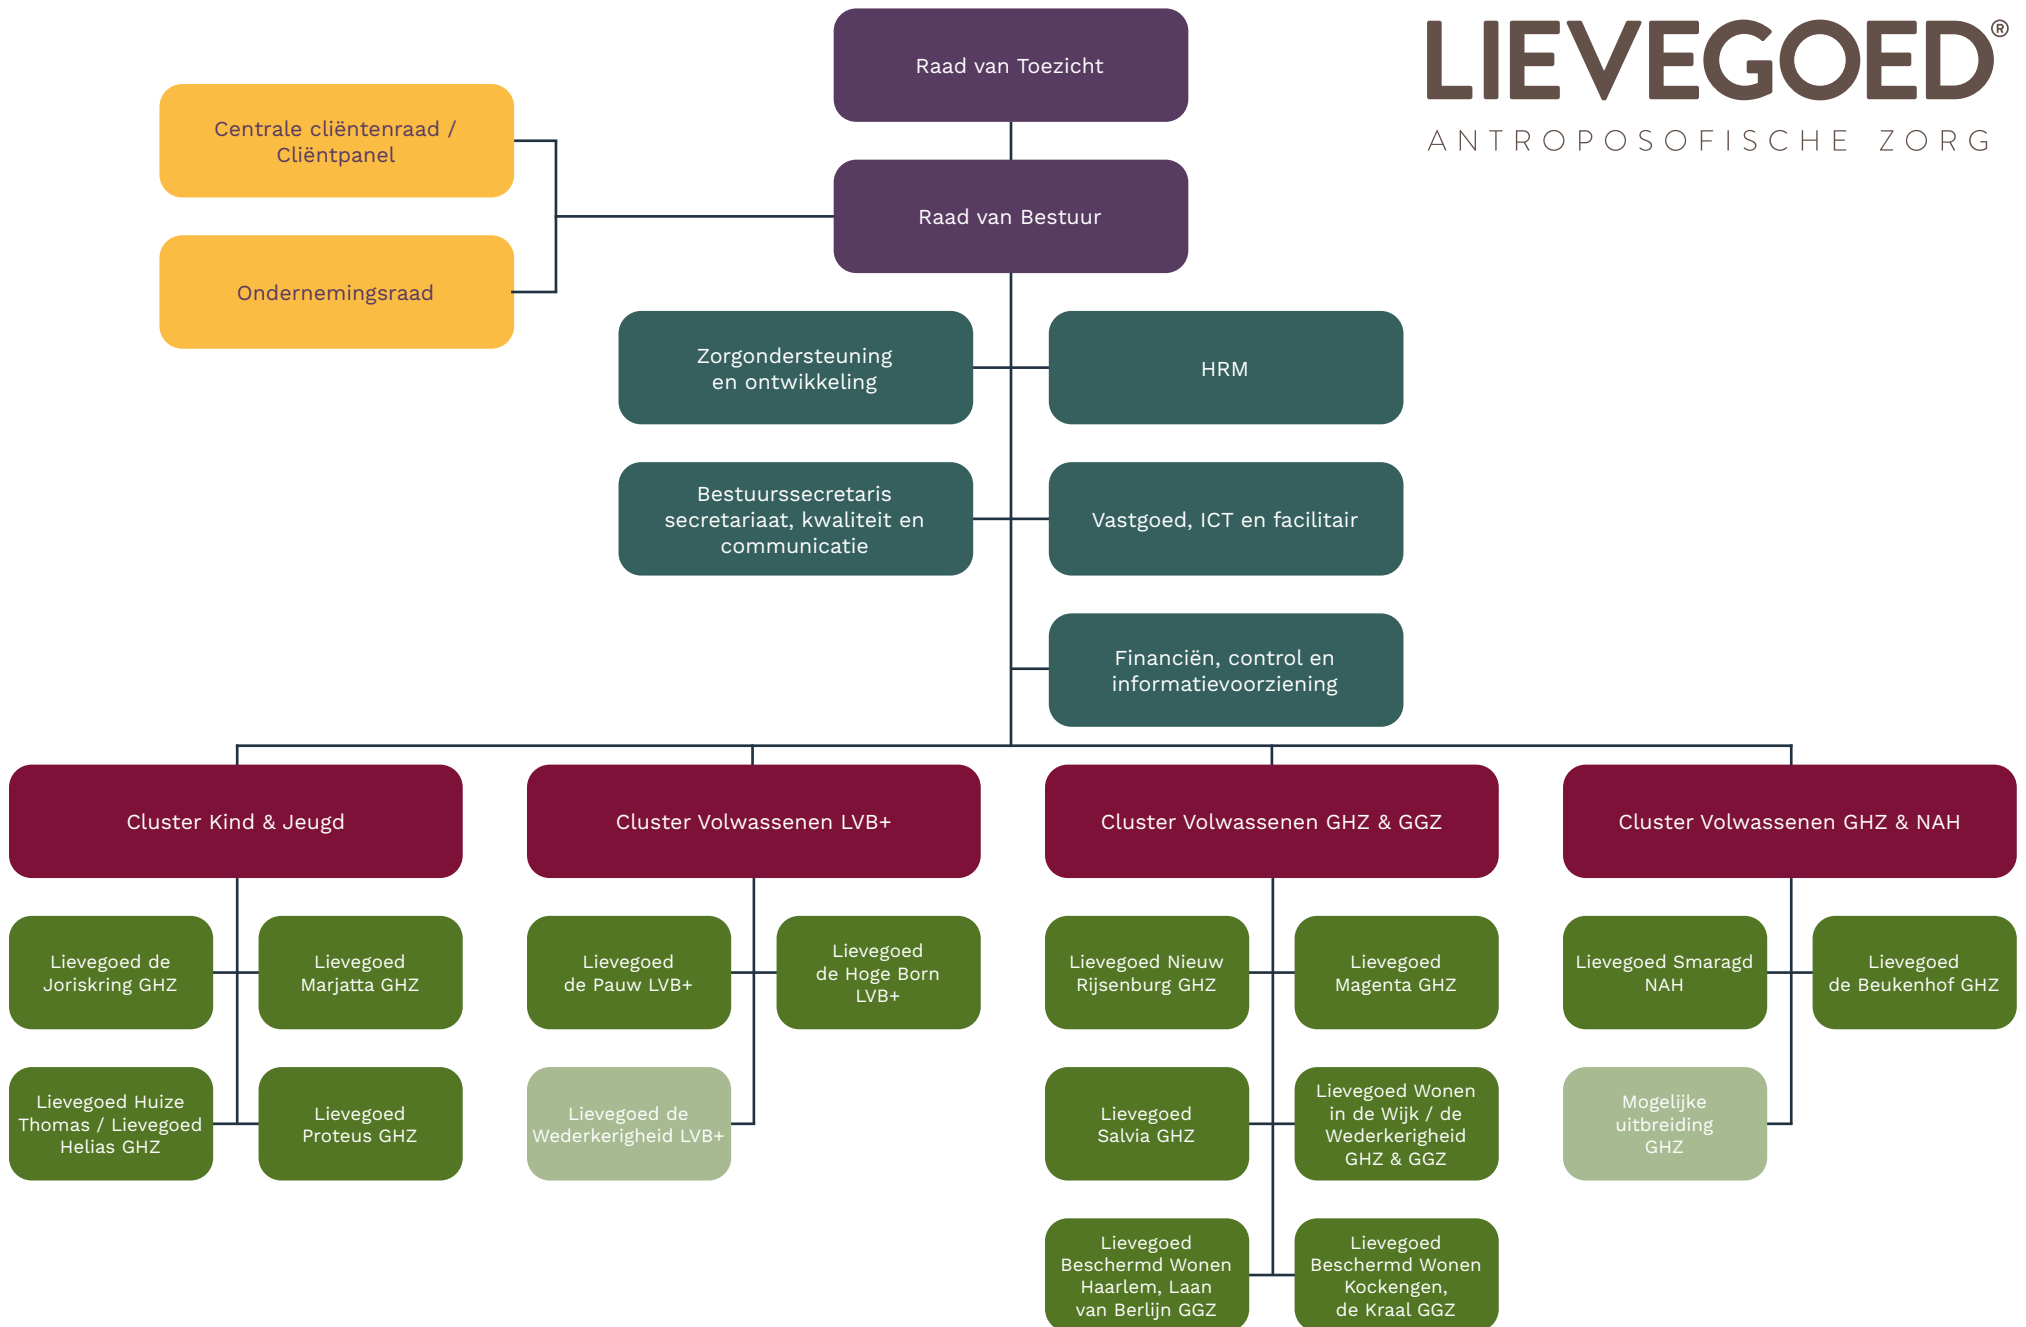 LIEVEGOED®
ANTROPOSOFISCHE ZORG
Raad van Toezicht
Centrale cliëntenraad /
Cliëntpanel
Raad van Bestuur
Ondernemingsraad
Zorgondersteuning
en ontwikkeling
HRM
Bestuurssecretaris
secretariaat, kwaliteit en
communicatie
Vastgoed, ICT en facilitair
Financiën, control en
informatievoorziening
Cluster Kind & Jeugd
Cluster Volwassenen LVB+
Cluster Volwassenen GHZ & GGZ
Cluster Volwassenen GHZ & NAH
Lievegoed de
Joriskring GHZ
Lievegoed
Marjatta GHZ
Lievegoed
de Pauw LVB+
Lievegoed
de Hoge Born
LVB+
Lievegoed Nieuw
Rijsenburg GHZ
Lievegoed
Magenta GHZ
Lievegoed Smaragd
NAH
Lievegoed
de Beukenhof GHZ
Lievegoed Huize
Thomas / Lievegoed
Helias GHZ
Lievegoed
Proteus GHZ
Lievegoed de
Wederkerigheid LVB+
Lievegoed
Salvia GHZ
Lievegoed Wonen
in de Wijk / de
Wederkerigheid
GHZ & GGZ
Mogelijke
uitbreiding
GHZ
Lievegoed
Beschermd Wonen
Haarlem, Laan
van Berlijn GGZ
Lievegoed
Beschermd Wonen
Kockengen,
de Kraal GGZ